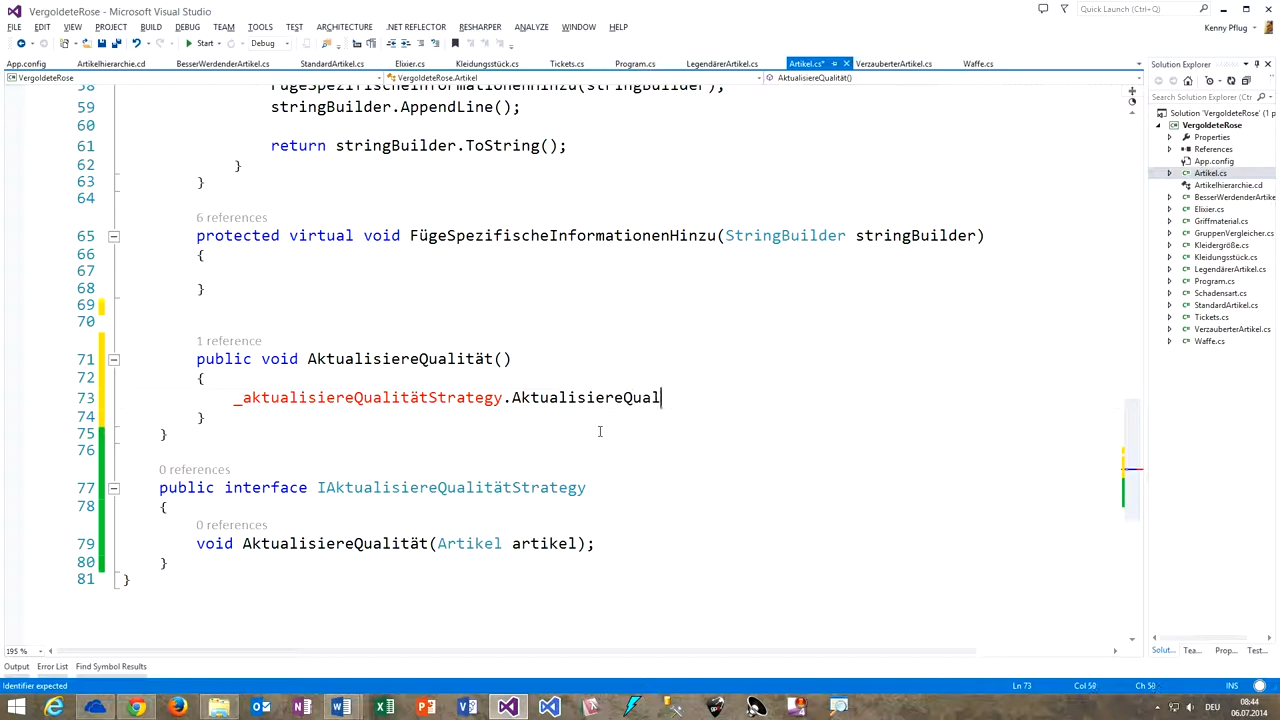 VergoldeteRose - Microsoft Visual Studio
Quick Launch (Ctrl+Q)
FILE EDIT VIEW PROJECT BUILD DEBUG TEAM TOOLS TEST ARCHITECTURE .NET REFLECTOR RESHARPER ANALYZE WINDOW HELP
Kenny Pflug
Start Debug
App.config Artikelhierarchie.cd BesserWerdenderArtikel.cs StandardArtikel.cs Elixier.cs Kleidungsstück.cs Tickets.cs Program.cs LegendärerArtikel.cs Artikel.cs* VerzauberterArtikel.cs Waffe.cs
VergoldeteRose VergoldeteRose.Artikel AktualisiereQualität()
58 FügeSpezifischeInformationenHinzu(stringBuilder);
59 stringBuilder.AppendLine();
60
61 return stringBuilder.ToString();
62 }
63 }
64
6 references
65 protected virtual void FügeSpezifischeInformationenHinzu(StringBuilder stringBuilder)
66 {
67
68 }
69
70
1 reference
71 public void AktualisiereQualität()
72 {
73 _aktualisiereQualitätStrategy.AktualisiereQual
74 }
75 }
76
0 references
77 public interface IAktualisiereQualitätStrategy
78 {
0 references
79 void AktualisiereQualität(Artikel artikel);
80 }
81 }
195 %
Solution Explorer
Search Solution Explorer (Ctrl+
Solution 'VergoldeteRose' (1 p
VergoldeteRose
Properties
References
App.config
Artikel.cs
Artikelhierarchie.cd
BesserWerdenderArtike
Elixier.cs
Griffmaterial.cs
GruppenVergleicher.cs
Kleidergröße.cs
Kleidungsstück.cs
LegendärerArtikel.cs
Program.cs
Schadensart.cs
StandardArtikel.cs
Tickets.cs
VerzauberterArtikel.cs
Waffe.cs
Solut... Tea... Prop... Test...
Output Error List Find Symbol Results
Identifier expected Ln 73 Col 58 Ch 58 INS
DEU
08:44
06.07.2014